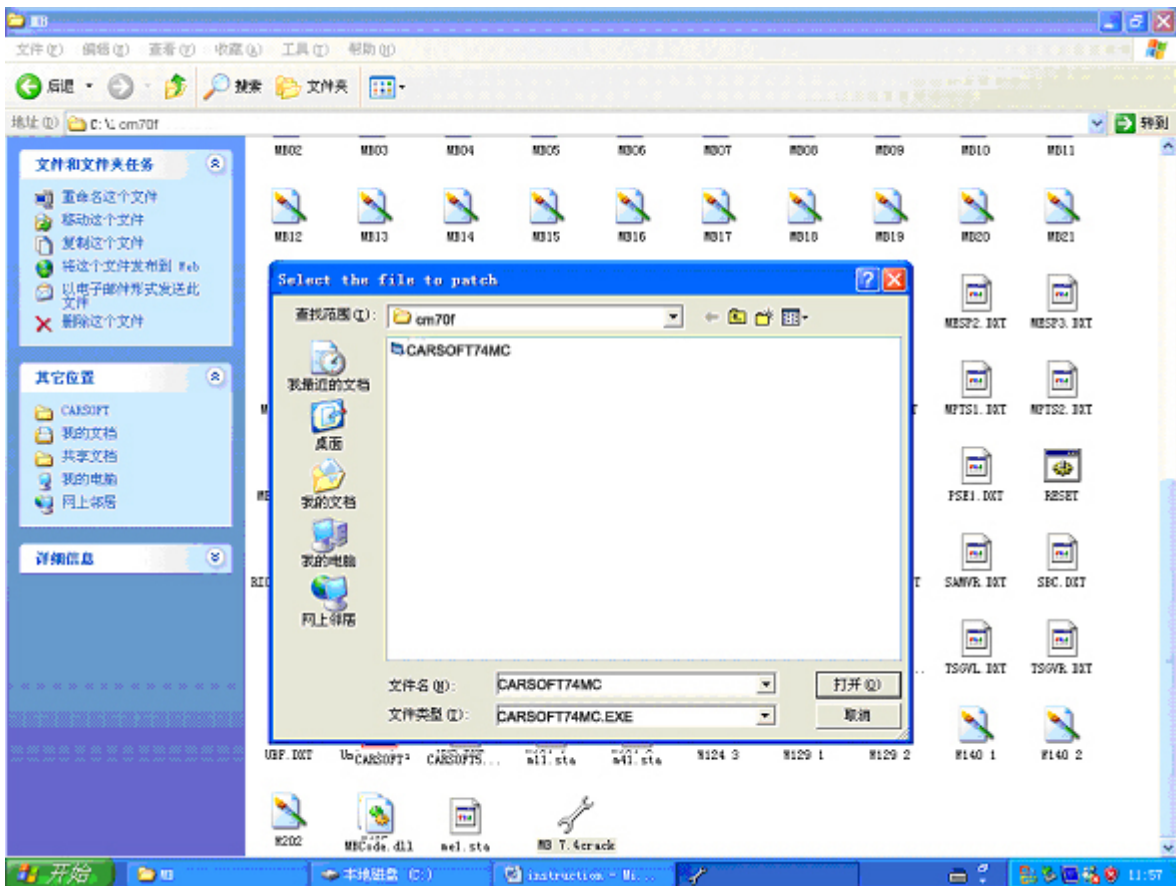 MB
文件(F) 编辑(E) 查看(V) 收藏(A) 工具(T) 帮助(H)
后退 搜索 文件夹
地址(D) cm70f 转到
文件和文件夹任务
重命名这个文件
移动这个文件
复制这个文件
将这个文件发布到 Web
以电子邮件形式发送此
文件
删除这个文件
其它位置
CARSOFT
我的文档
共享文档
我的电脑
网上邻居
详细信息
MB02 MB03 MB04 MB05 MB06 MB07 MB08 MB09 MB10 MB11
MB12 MB13 MB14 MB15 MB16 MB17 MB18 MB19 MB20 MB21
Select the file to patch
查找范围(I): cm70f
CARSOFT74MC
我最近的文档
桌面
我的文档
我的电脑
网上邻居
文件名(N): CARSOFT74MC 打开(O)
文件类型(T): CARSOFT74MC.EXE 取消
MBSP2.DXT MBSP3.DXT
MPTS1.DXT MPTS2.DXT
PSE1.DXT RESET
SAMVR.DXT SBC.DXT
TSGVL.DXT TSGVR.DXT
UBF.DXT CARSOFT CARSOFT5... m11.sta m41.sta W124 3 W129 1 W129 2 W140 1 W140 2
W202 MBCode.dll me1.sta MB 7.4crack
开始 MB 本地磁盘 (C:) instruction - Wi... 11:57